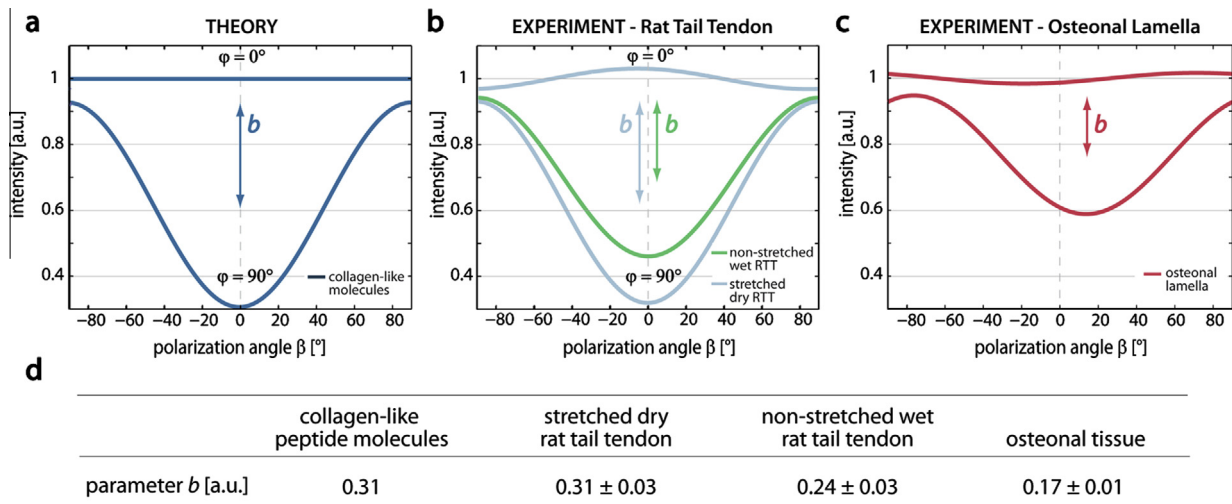 a
THEORY
φ = 0°
b
φ = 90°
collagen-like
molecules
intensity [a.u.]
1
0.8
0.6
0.4
−80 −60 −40 −20 0 20 40 60 80
polarization angle β [°]
b
EXPERIMENT - Rat Tail Tendon
φ = 0°
b b
φ = 90°
non-stretched
wet RTT
stretched
dry RTT
intensity [a.u.]
1
0.8
0.6
0.4
−80 −60 −40 −20 0 20 40 60 80
polarization angle β [°]
c
EXPERIMENT - Osteonal Lamella
b
osteonal
lamella
intensity [a.u.]
1
0.8
0.6
0.4
−80 −60 −40 −20 0 20 40 60 80
polarization angle β [°]
d
collagen-like
peptide molecules
stretched dry
rat tail tendon
non-stretched wet
rat tail tendon
osteonal tissue
parameter b [a.u.] 0.31 0.31 ± 0.03 0.24 ± 0.03 0.17 ± 0.01